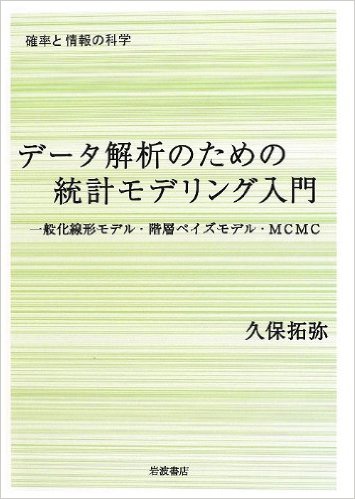 確率と情報の科学
データ解析のための
統計モデリング入門
一般化線形モデル・階層ベイズモデル・MCMC
久保拓弥
岩波書店